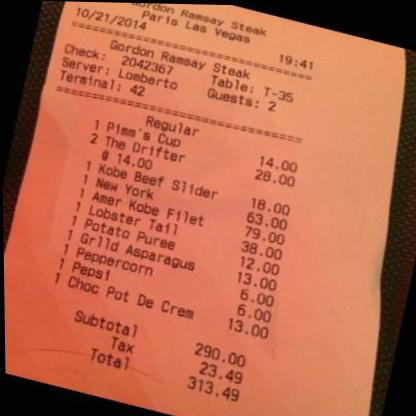 Gordon Ramsay Steak
Paris Las Vegas
10/21/2014 19:41
Gordon Ramsay Steak
Check: 2042367 Table: T-35
Server: Lomberto Guests: 2
Terminal: 42
Regular
1 Pimm's Cup 14.00
2 The Drifter 28.00
@ 14.00
1 Kobe Beef Slider 18.00
1 New York 63.00
1 Amer Kobe Filet 79.00
1 Lobster Tail 38.00
1 Potato Puree 12.00
1 Grlld Asparagus 13.00
1 Peppercorn 6.00
1 Pepsi 6.00
1 Choc Pot De Crem 13.00
Subtotal 290.00
Tax 23.49
Total 313.49